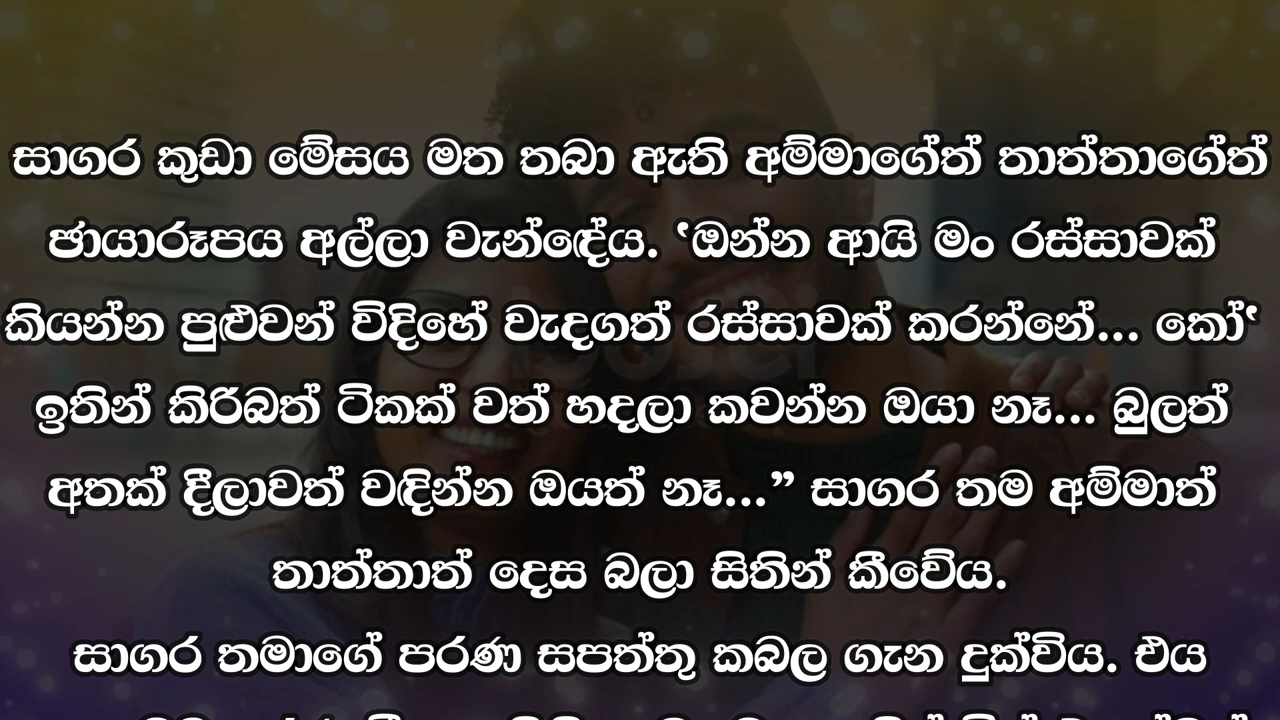 සාගර කුඩා මේසය මත තබා ඇති අම්මාගේත් තාත්තාගේත්
ඡායාරූපය අල්ලා වැන්ඳේය. ‛ඔන්න ආයි මං රස්සාවක්
කියන්න පුළුවන් විදිහේ වැදගත් රස්සාවක් කරන්නේ... කෝ‛
ඉතින් කිරිබත් ටිකක් වත් හදලා කවන්න ඔයා නෑ... බුලත්
අතක් දීලාවත් වඳින්න ඔයත් නෑ...” සාගර තම අම්මාත්
තාත්තාත් දෙස බලා සිතින් කීවේය.
සාගර තමාගේ පරණ සපත්තු කබල ගැන දුක්විය. එය